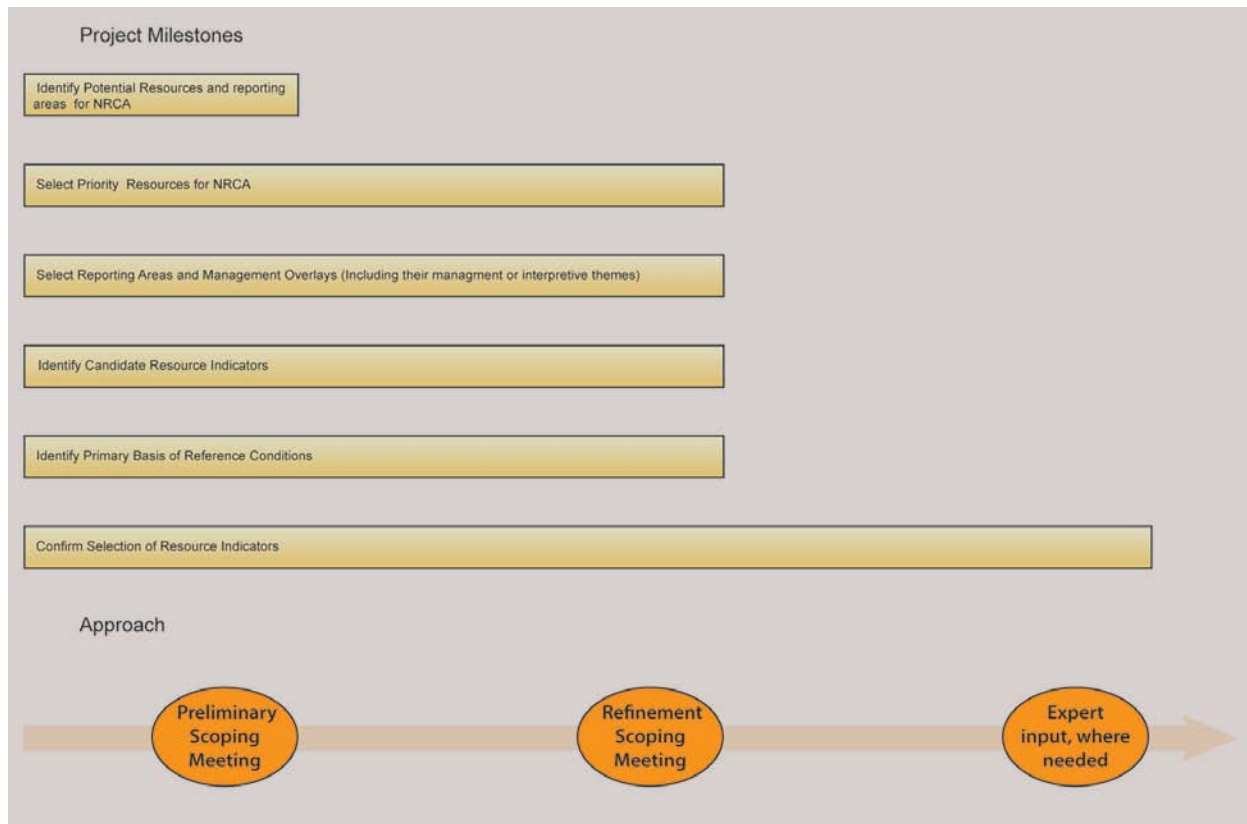 Project Milestones
Identify Potential Resources and reporting
areas for NRCA
Select Priority Resources for NRCA
Select Reporting Areas and Management Overlays (Including their managment or interpretive themes)
Identify Candidate Resource Indicators
Identify Primary Basis of Reference Conditions
Confirm Selection of Resource Indicators
Approach
Preliminary
Scoping
Meeting
Refinement
Scoping
Meeting
Expert
input, where
needed